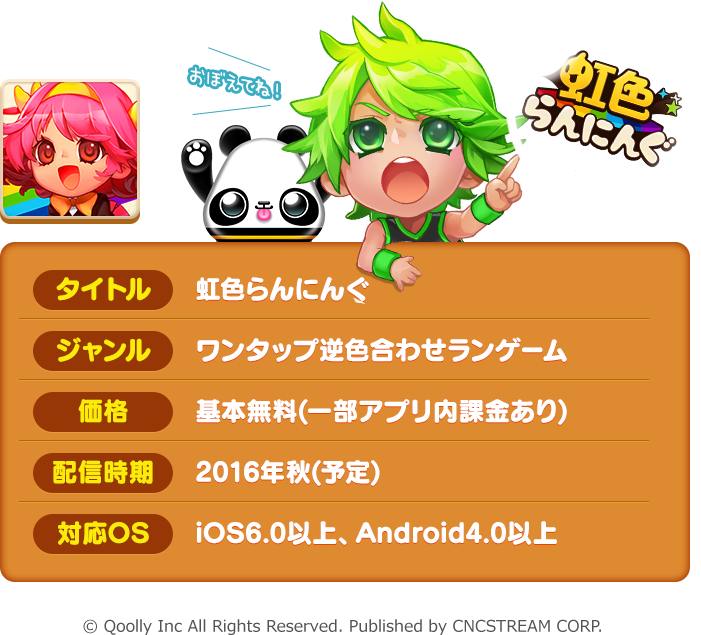 おぼえてね!
虹色
らんにんぐ
タイトル 虹色らんにんぐ
ジャンル ワンタップ逆色合わせランゲーム
価格 基本無料(一部アプリ内課金あり)
配信時期 2016年秋(予定)
対応OS iOS6.0以上、Android4.0以上
© Qoolly Inc All Rights Reserved. Published by CNCSTREAM CORP.